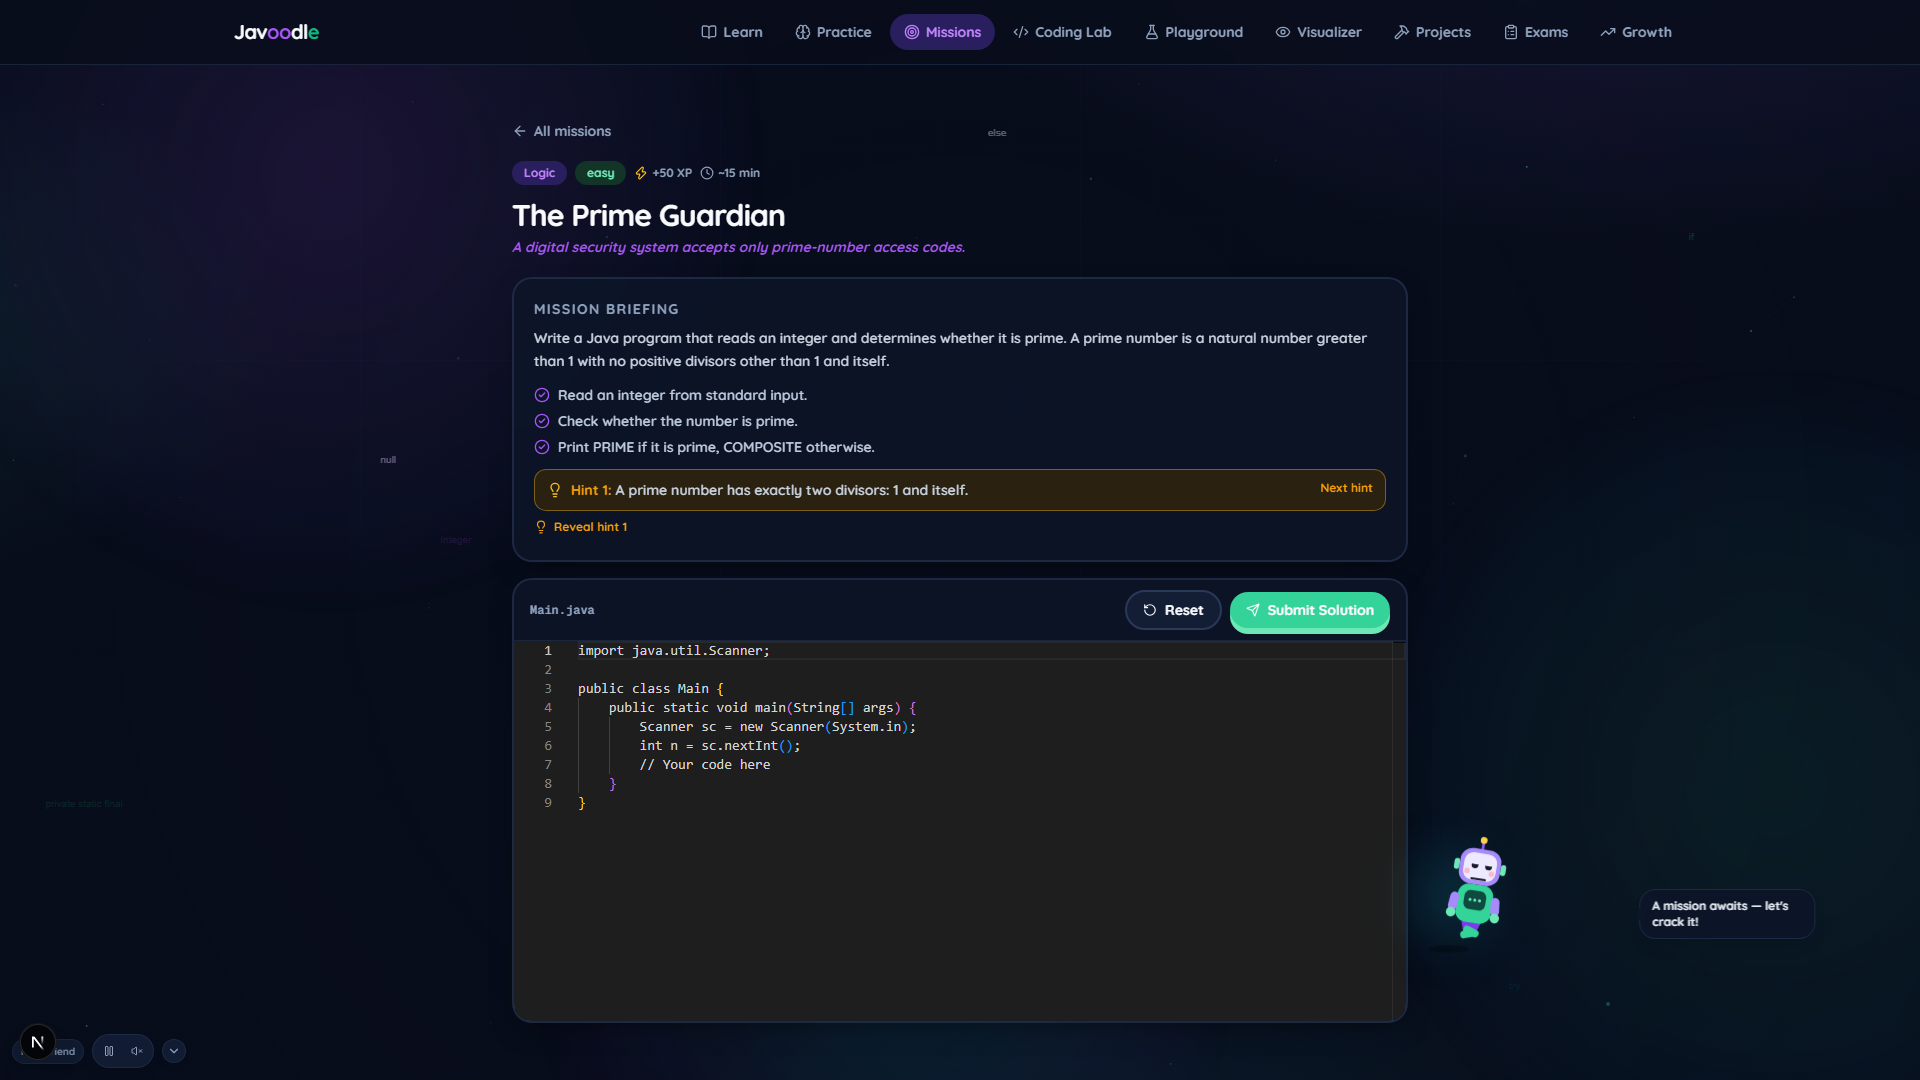 Javoodle
Learn
Practice
Missions
Coding Lab
Playground
Visualizer
Projects
Exams
Growth
All missions
else
Logic
easy
+50 XP
~15 min
The Prime Guardian
A digital security system accepts only prime-number access codes.
if
MISSION BRIEFING
Write a Java program that reads an integer and determines whether it is prime. A prime number is a natural number greater
than 1 with no positive divisors other than 1 and itself.
Read an integer from standard input.
Check whether the number is prime.
Print PRIME if it is prime, COMPOSITE otherwise.
null
Hint 1: A prime number has exactly two divisors: 1 and itself.
Next hint
Reveal hint 1
Integer
Main.java
Reset
Submit Solution
1 import java.util.Scanner;
2
3 public class Main {
4 public static void main(String[] args) {
5 Scanner sc = new Scanner(System.in);
6 int n = sc.nextInt();
7 // Your code here
8 }
9 }
private static final
A mission awaits — let's
crack it!
N
iend